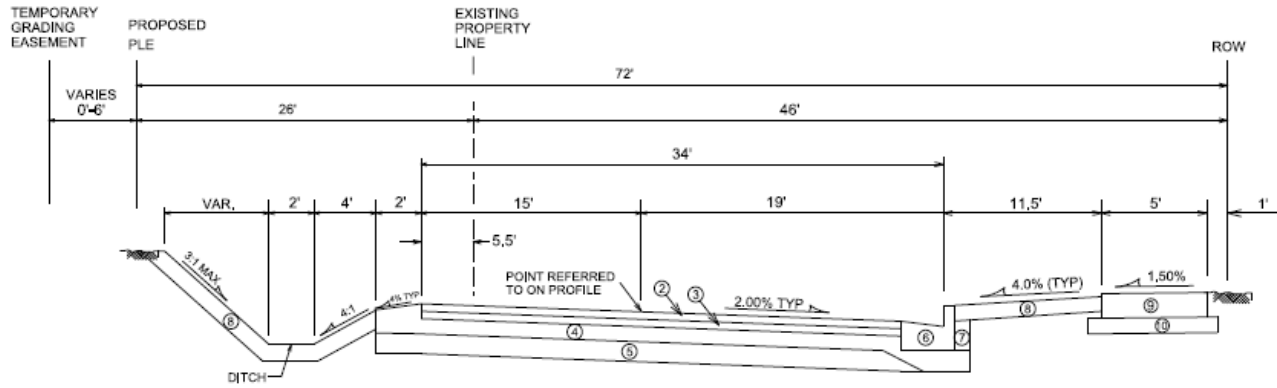 TEMPORARY
GRADING
EASEMENT
PROPOSED
PLE
EXISTING
PROPERTY
LINE
ROW
72'
VARIES
0'-6'
26'
46'
34'
VAR.
2'
4'
2'
15'
19'
11.5'
5'
1'
5.5'
3:1 MAX
4:1
4% TYP
POINT REFERRED
TO ON PROFILE
2
3
2.00% TYP
4.0% (TYP)
1.50%
8
4
5
6
7
8
9
10
DITCH